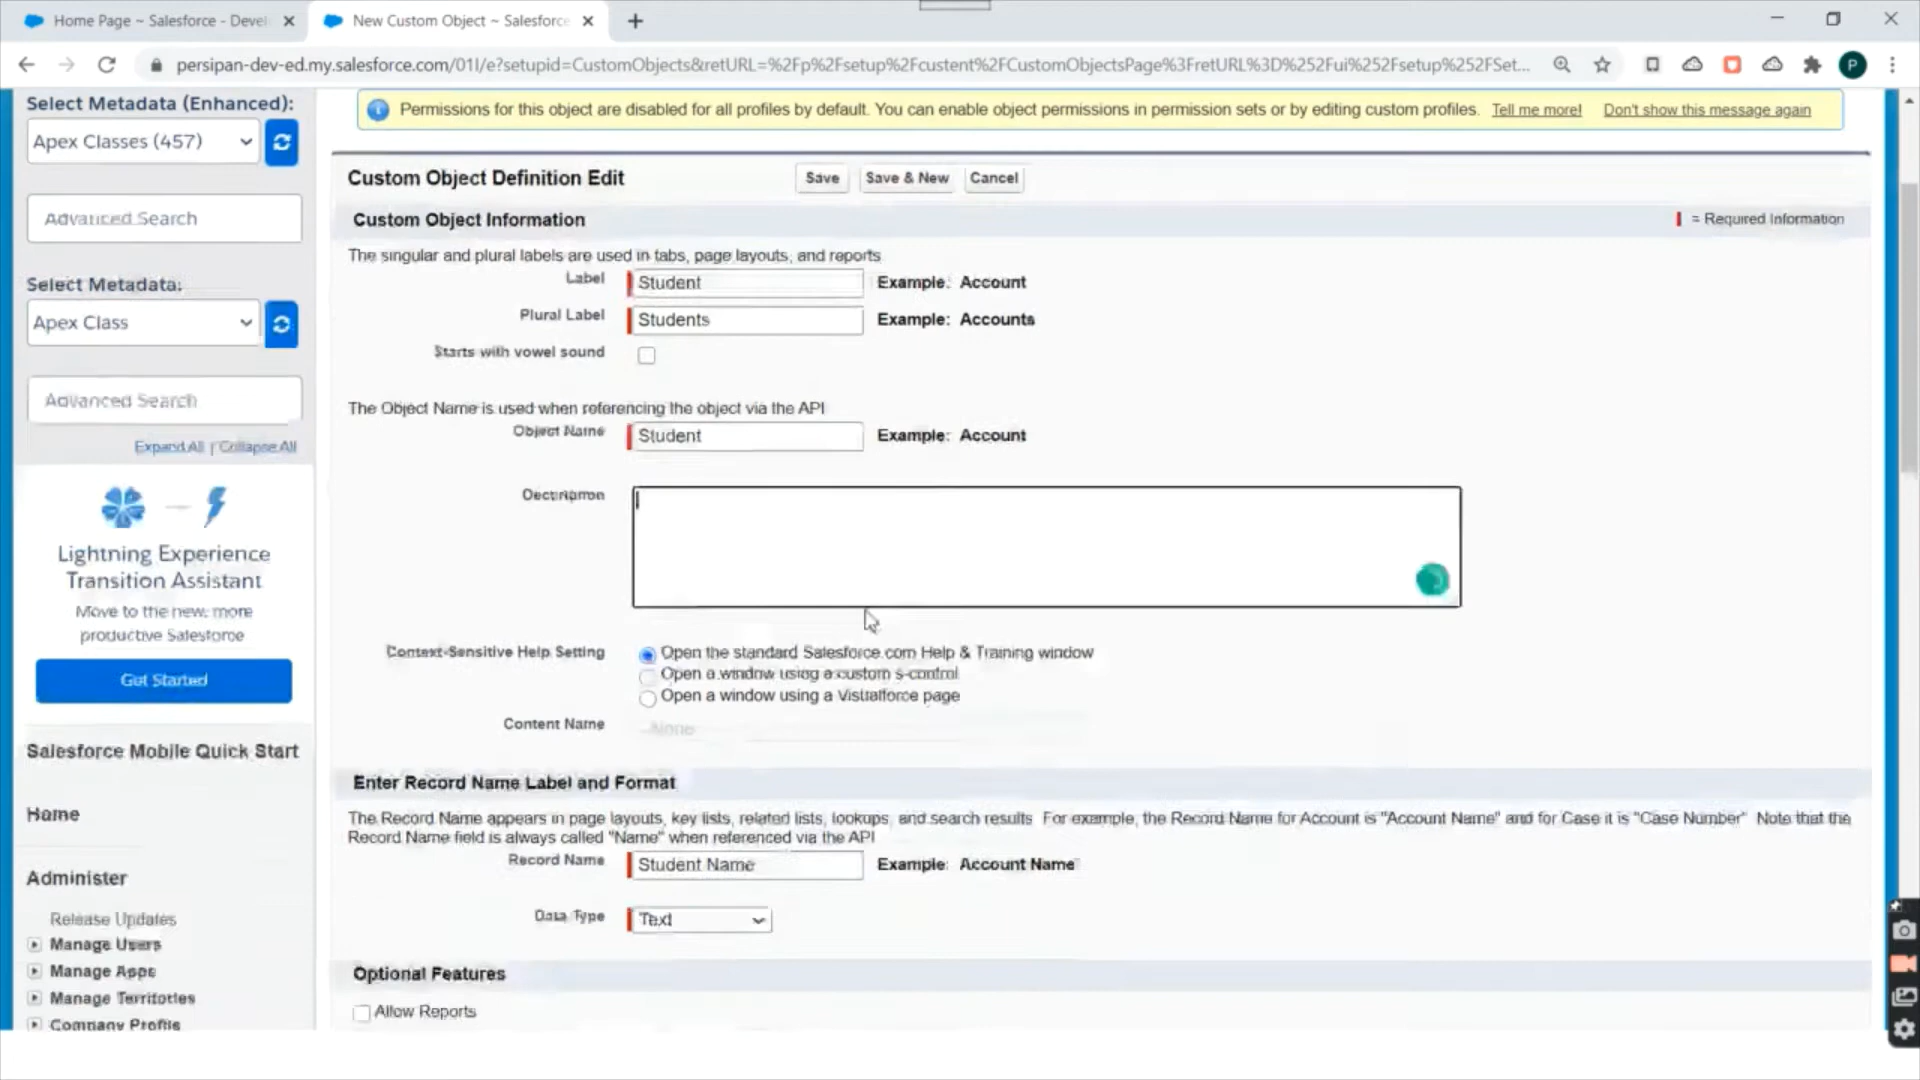 Home Page ~ Salesforce - Devel
New Custom Object ~ Salesforce
persipan-dev-ed.my.salesforce.com/01I/e?setupid=CustomObjects&retURL=%2Fp%2Fsetup%2Fcustent%2FCustomObjectsPage%3FretURL%3D%252Fui%252Fsetup%252FSet...
P
Select Metadata (Enhanced):
Apex Classes (457)
Advanced Search
Select Metadata:
Apex Class
Advanced Search
Expand All | Collapse All
Lightning Experience
Transition Assistant
Move to the new, more
productive Salesforce
Get Started
Salesforce Mobile Quick Start
Home
Administer
Release Updates
Manage Users
Manage Apps
Manage Territories
Company Profile
Permissions for this object are disabled for all profiles by default. You can enable object permissions in permission sets or by editing custom profiles. Tell me more! Don't show this message again
Custom Object Definition Edit Save Save & New Cancel
Custom Object Information = Required Information
The singular and plural labels are used in tabs, page layouts, and reports
Label Student Example: Account
Plural Label Students Example: Accounts
Starts with vowel sound
The Object Name is used when referencing the object via the API
Object Name Student Example: Account
Description
Context-Sensitive Help Setting Open the standard Salesforce.com Help & Training window
Open a window using a custom s-control
Open a window using a Visualforce page
Content Name --None--
Enter Record Name Label and Format
The Record Name appears in page layouts, key lists, related lists, lookups, and search results For example, the Record Name for Account is "Account Name" and for Case it is "Case Number" Note that the
Record Name field is always called "Name" when referenced via the API
Record Name Student Name Example: Account Name
Data Type Text
Optional Features
Allow Reports